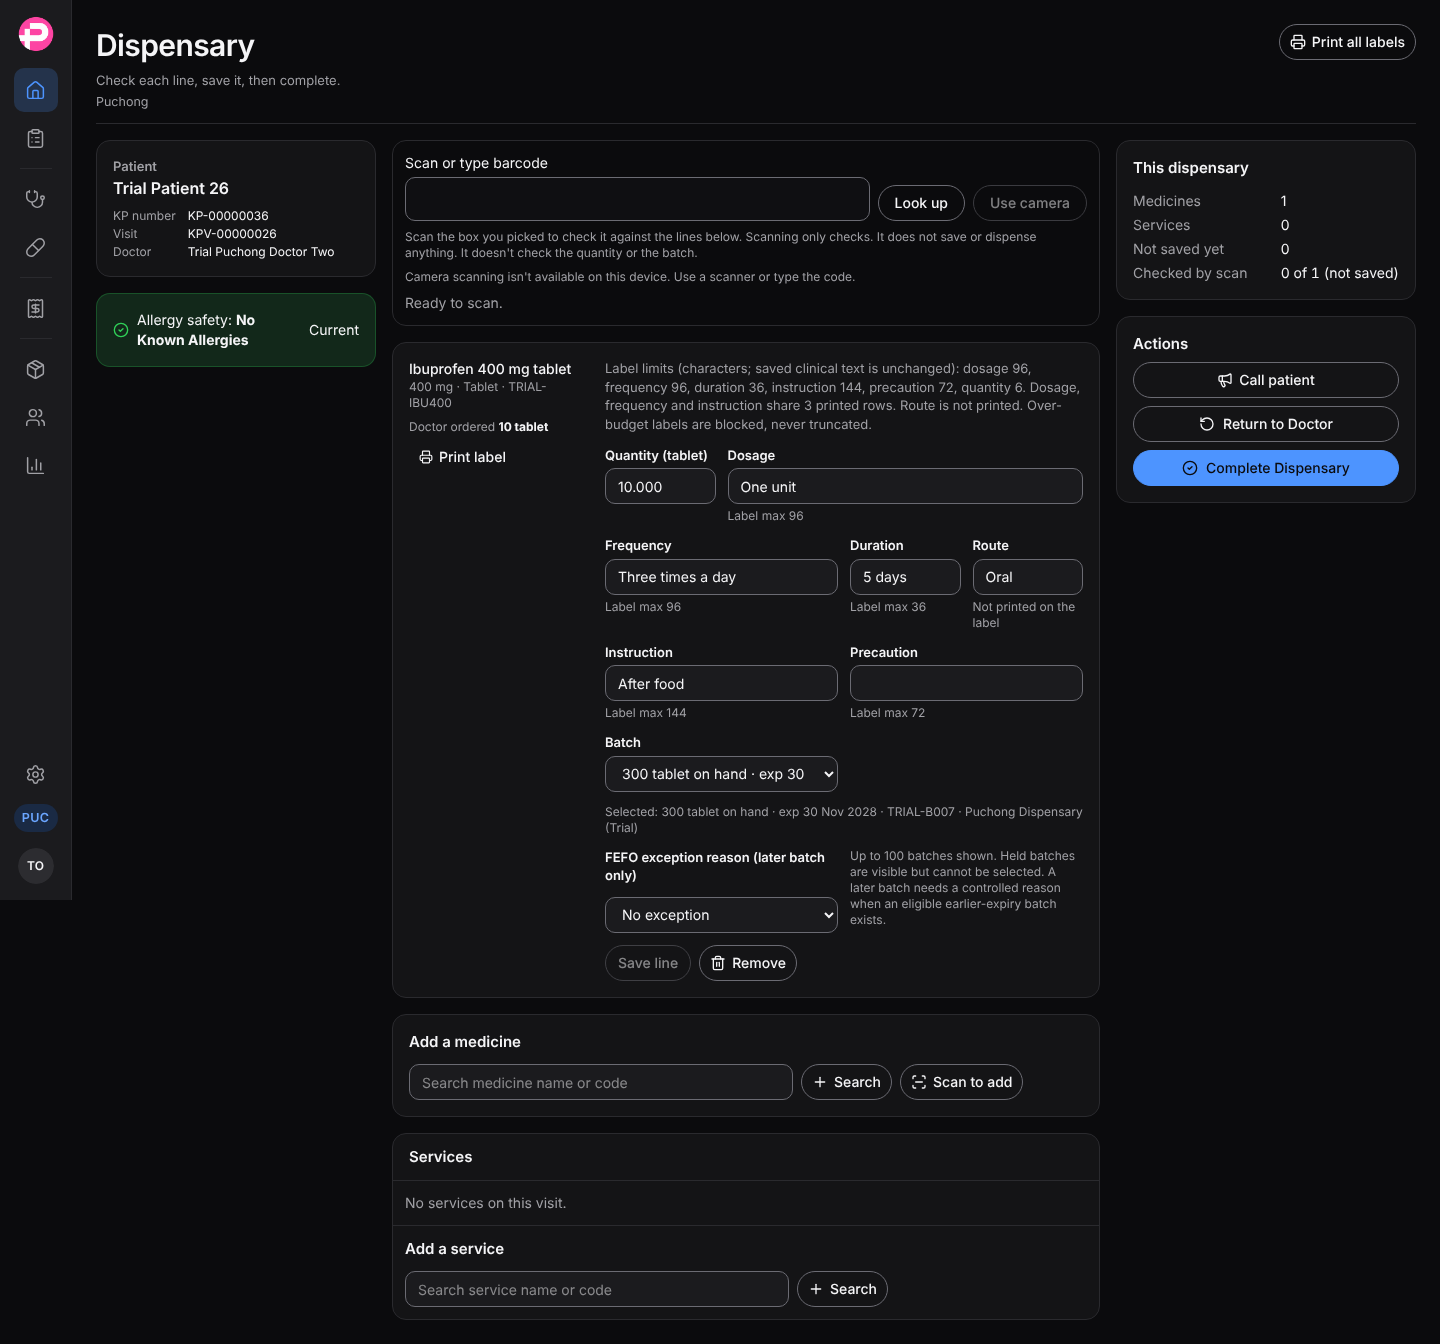 Dispensary
Check each line, save it, then complete.
Puchong
Print all labels
Patient
Trial Patient 26
KP number KP-00000036
Visit KPV-00000026
Doctor Trial Puchong Doctor Two
Allergy safety: No
Known Allergies
Current
Scan or type barcode
Look up
Use camera
Scan the box you picked to check it against the lines below. Scanning only checks. It does not save or dispense
anything. It doesn't check the quantity or the batch.
Camera scanning isn't available on this device. Use a scanner or type the code.
Ready to scan.
Ibuprofen 400 mg tablet
400 mg · Tablet · TRIAL-
IBU400
Doctor ordered 10 tablet
Print label
Label limits (characters; saved clinical text is unchanged): dosage 96,
frequency 96, duration 36, instruction 144, precaution 72, quantity 6. Dosage,
frequency and instruction share 3 printed rows. Route is not printed. Over-
budget labels are blocked, never truncated.
Quantity (tablet) Dosage
10.000 One unit
Label max 96
Frequency Duration Route
Three times a day 5 days Oral
Label max 96 Label max 36 Not printed on the
label
Instruction Precaution
After food
Label max 144 Label max 72
Batch
300 tablet on hand · exp 30
Selected: 300 tablet on hand · exp 30 Nov 2028 · TRIAL-B007 · Puchong Dispensary
(Trial)
FEFO exception reason (later batch
only)
No exception
Up to 100 batches shown. Held batches
are visible but cannot be selected. A
later batch needs a controlled reason
when an eligible earlier-expiry batch
exists.
Save line
Remove
Add a medicine
Search medicine name or code
Search
Scan to add
Services
No services on this visit.
Add a service
Search service name or code
Search
This dispensary
Medicines 1
Services 0
Not saved yet 0
Checked by scan 0 of 1 (not saved)
Actions
Call patient
Return to Doctor
Complete Dispensary
PUC
TO